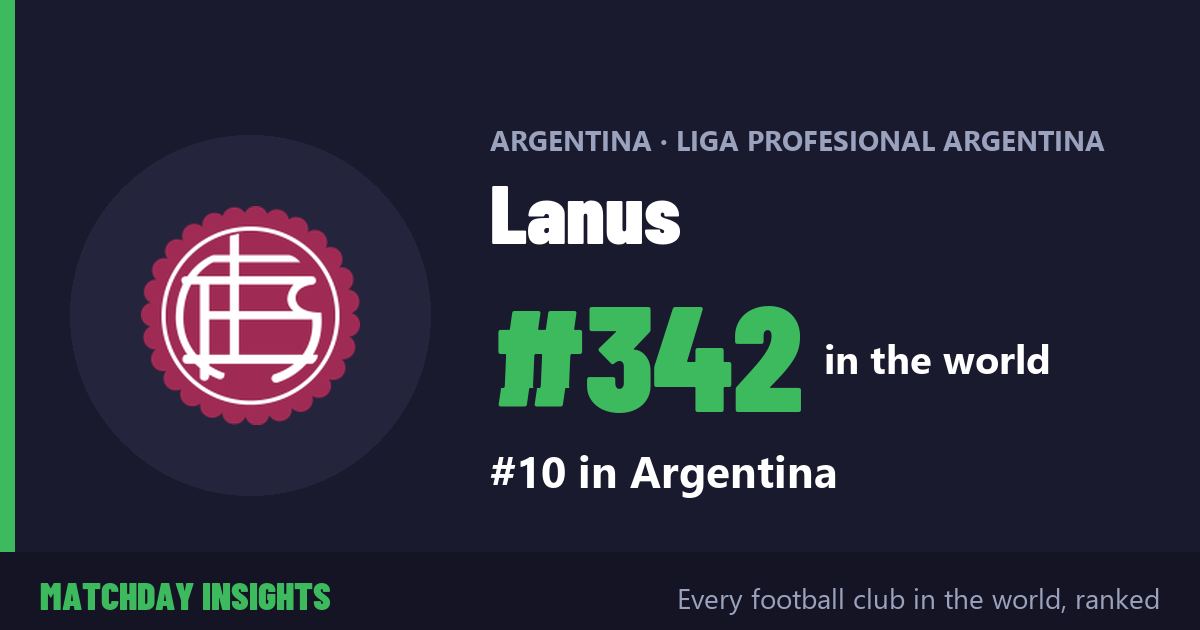 ARGENTINA · LIGA PROFESIONAL ARGENTINA
Lanus
#342 in the world
#10 in Argentina
MATCHDAY INSIGHTS
Every football club in the world, ranked